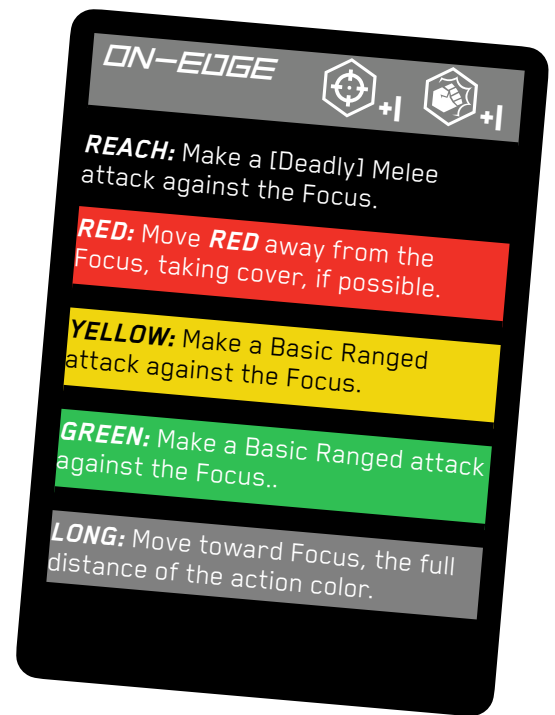 ON-EDGE +1 +1
REACH: Make a [Deadly] Melee
attack against the Focus.
RED: Move RED away from the
Focus, taking cover, if possible.
YELLOW: Make a Basic Ranged
attack against the Focus.
GREEN: Make a Basic Ranged attack
against the Focus..
LONG: Move toward Focus, the full
distance of the action color.